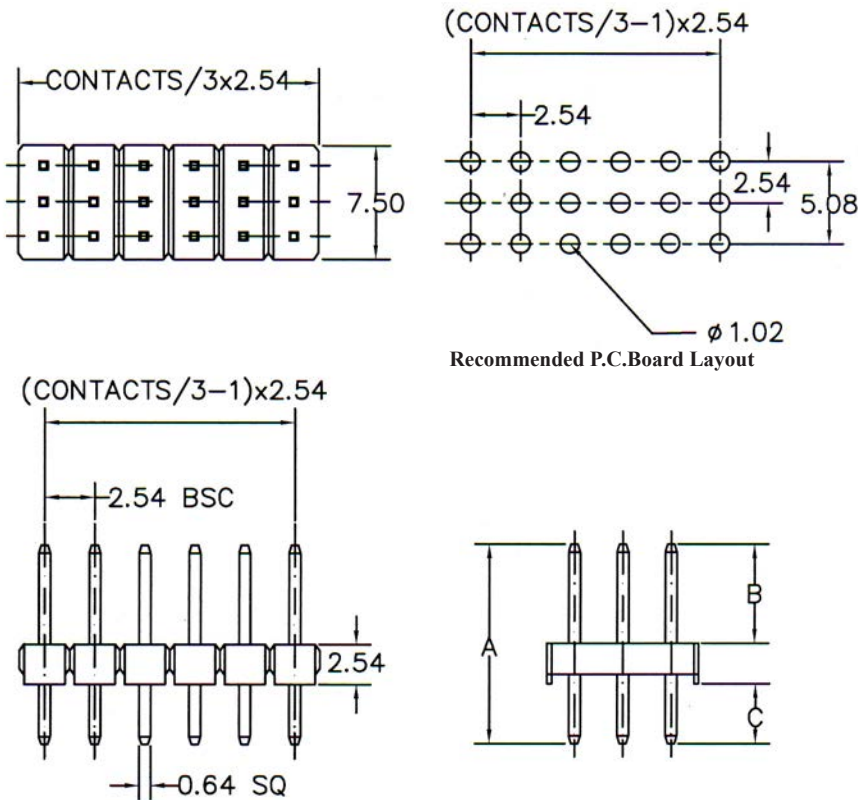 (CONTACTS/3-1)x2.54
CONTACTS/3x2.54
2.54
7.50
2.54
5.08
ϕ 1.02
Recommended P.C.Board Layout
(CONTACTS/3-1)x2.54
2.54 BSC
2.54
0.64 SQ
A
B
C